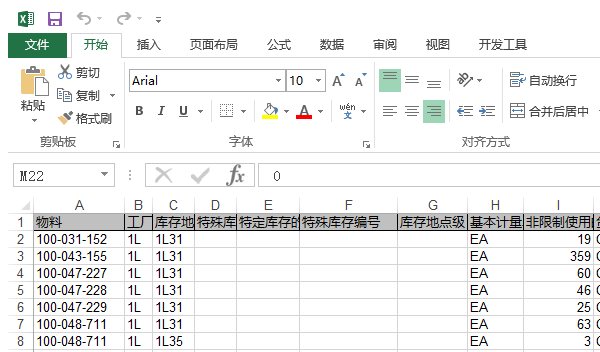 文件 开始 插入 页面布局 公式 数据 审阅 视图 开发工具
剪切
复制
格式刷
粘贴
剪贴板
Arial 10 A A
B I U A wén 文
字体
自动换行
合并后居中
对齐方式
M22 fx 0
A B C D E F G H I
1 物料 工厂 库存地 特殊库 特定库存的 特殊库存编号 库存地点级 基本计量 非限制使用
2 100-031-152 1L 1L31 EA 19
3 100-043-155 1L 1L31 EA 359
4 100-047-227 1L 1L31 EA 60
5 100-047-228 1L 1L31 EA 46
6 100-047-229 1L 1L31 EA 25
7 100-048-711 1L 1L31 EA 63
8 100-048-711 1L 1L35 EA 3